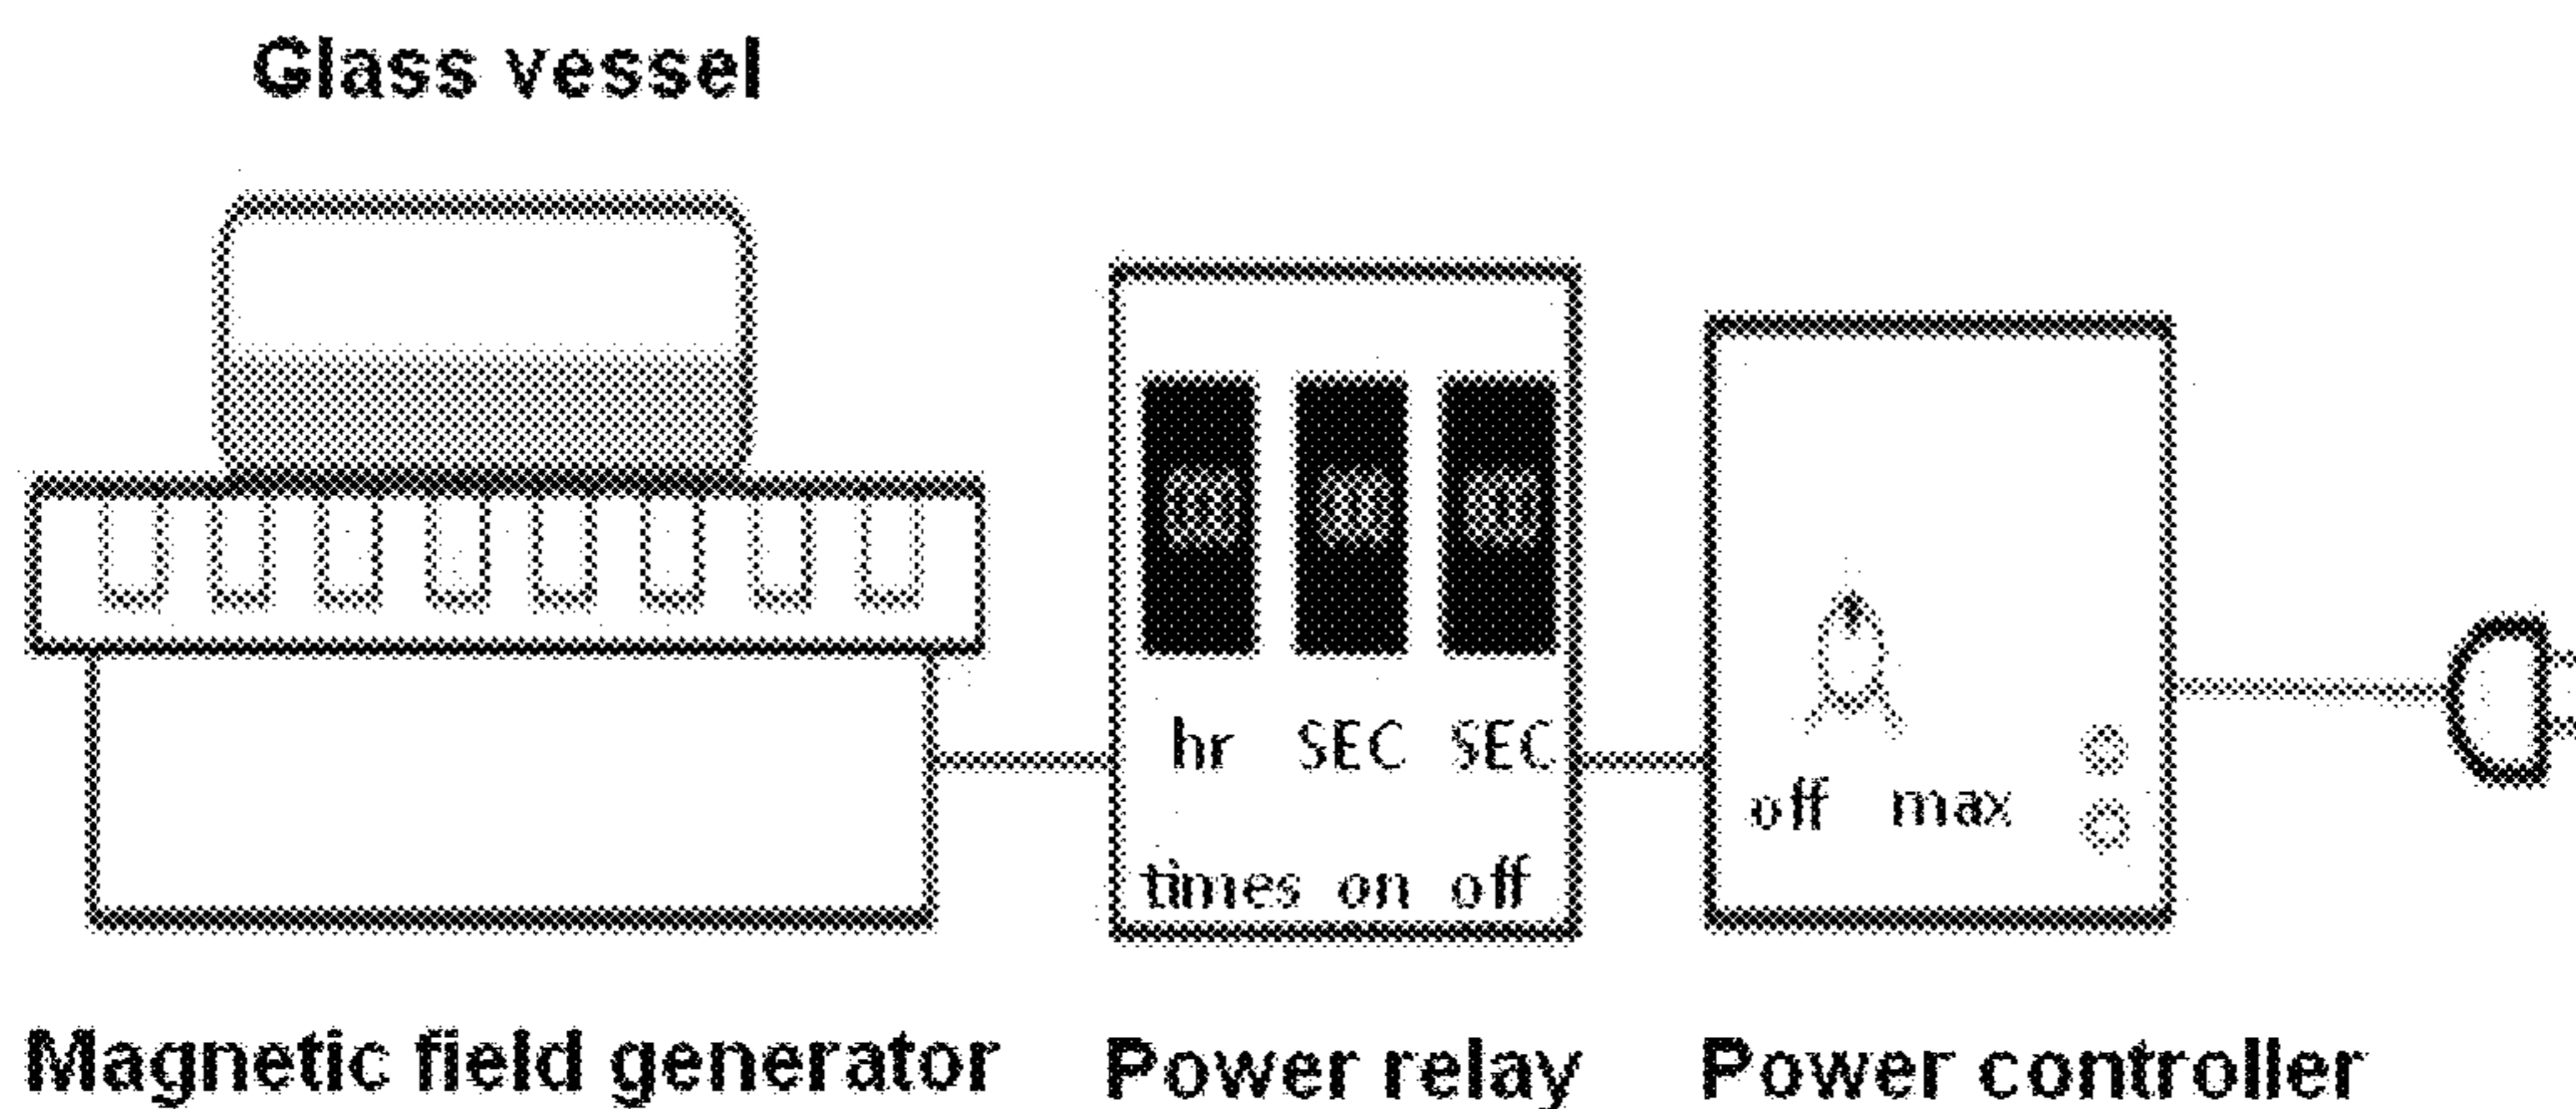 Glass vessel
hr SEC SEC
off max
times on off
Magnetic field generator Power relay Power controller